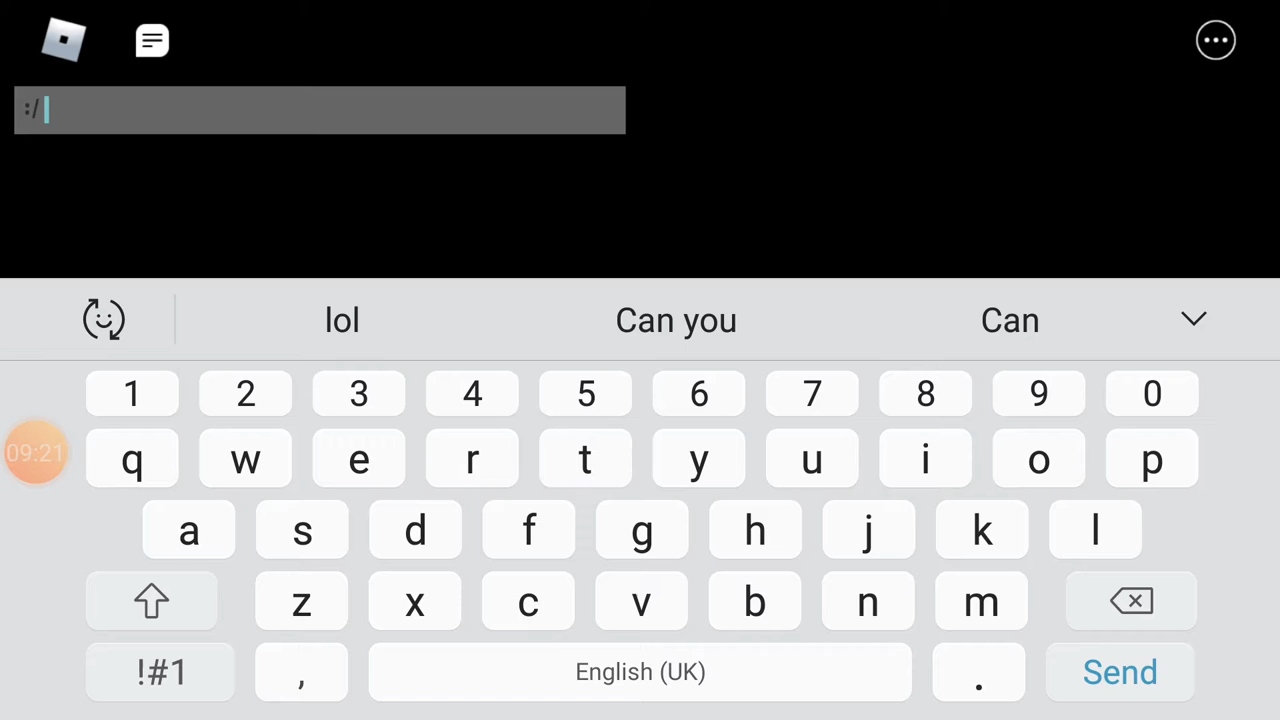 :/
lol Can you Can
1 2 3 4 5 6 7 8 9 0
09:21 q w e r t y u i o p
a s d f g h j k l
z x c v b n m
!#1 , English (UK) . Send